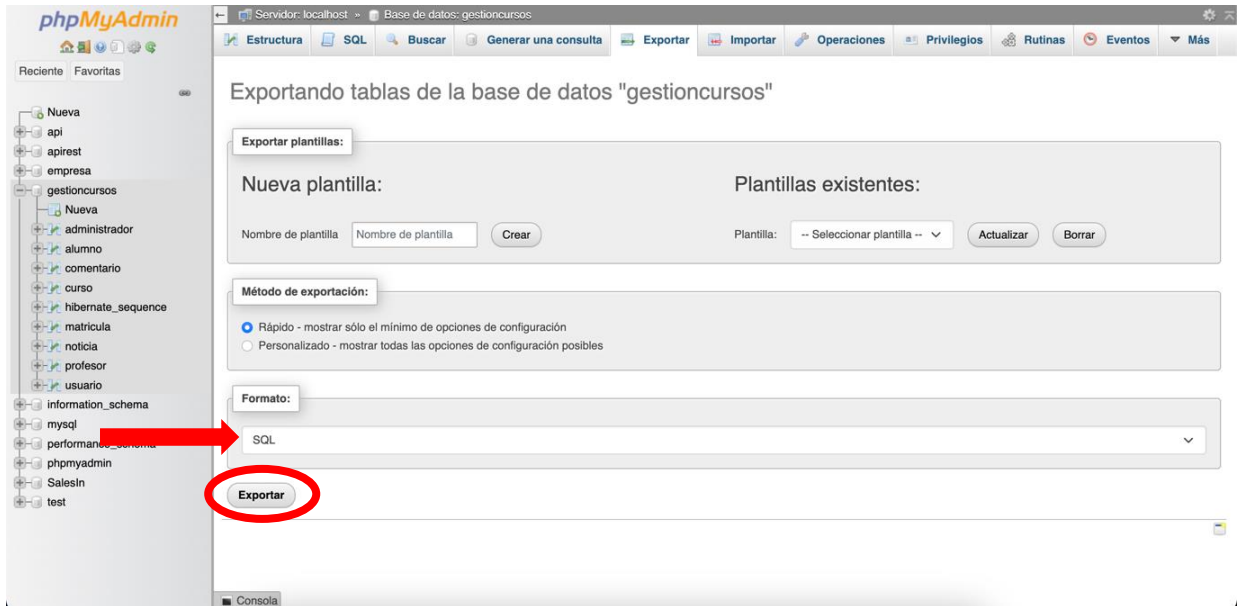 phpMyAdmin
Reciente Favoritas
Nueva
api
apirest
empresa
gestioncursos
Nueva
administrador
alumno
comentario
curso
hibernate_sequence
matricula
noticia
profesor
usuario
information_schema
mysql
performance_schema
phpmyadmin
SalesIn
test
Servidor: localhost » Base de datos: gestioncursos
Estructura SQL Buscar Generar una consulta Exportar Importar Operaciones Privilegios Rutinas Eventos Más
Exportando tablas de la base de datos "gestioncursos"
Exportar plantillas:
Nueva plantilla:
Nombre de plantilla Nombre de plantilla Crear
Plantillas existentes:
Plantilla: -- Seleccionar plantilla -- Actualizar Borrar
Método de exportación:
Rápido - mostrar sólo el mínimo de opciones de configuración
Personalizado - mostrar todas las opciones de configuración posibles
Formato:
SQL
Exportar
Consola